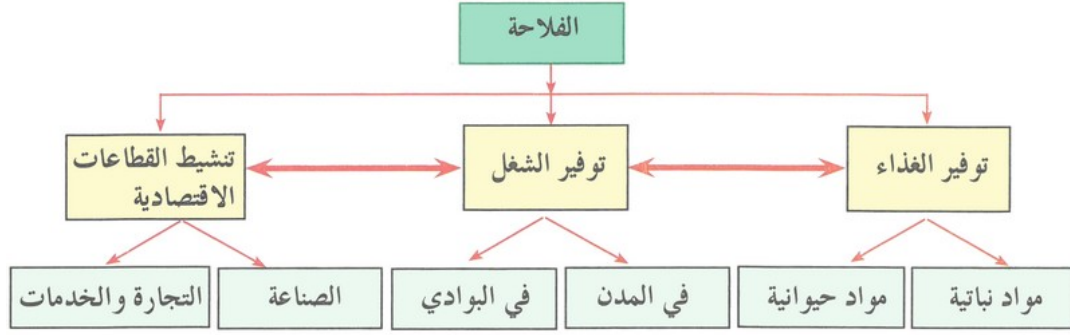 الفلاحة
توفير الغذاء
توفير الشغل
تنشيط القطاعات
الاقتصادية
مواد نباتية
مواد حيوانية
في المدن
في البوادي
الصناعة
التجارة والخدمات